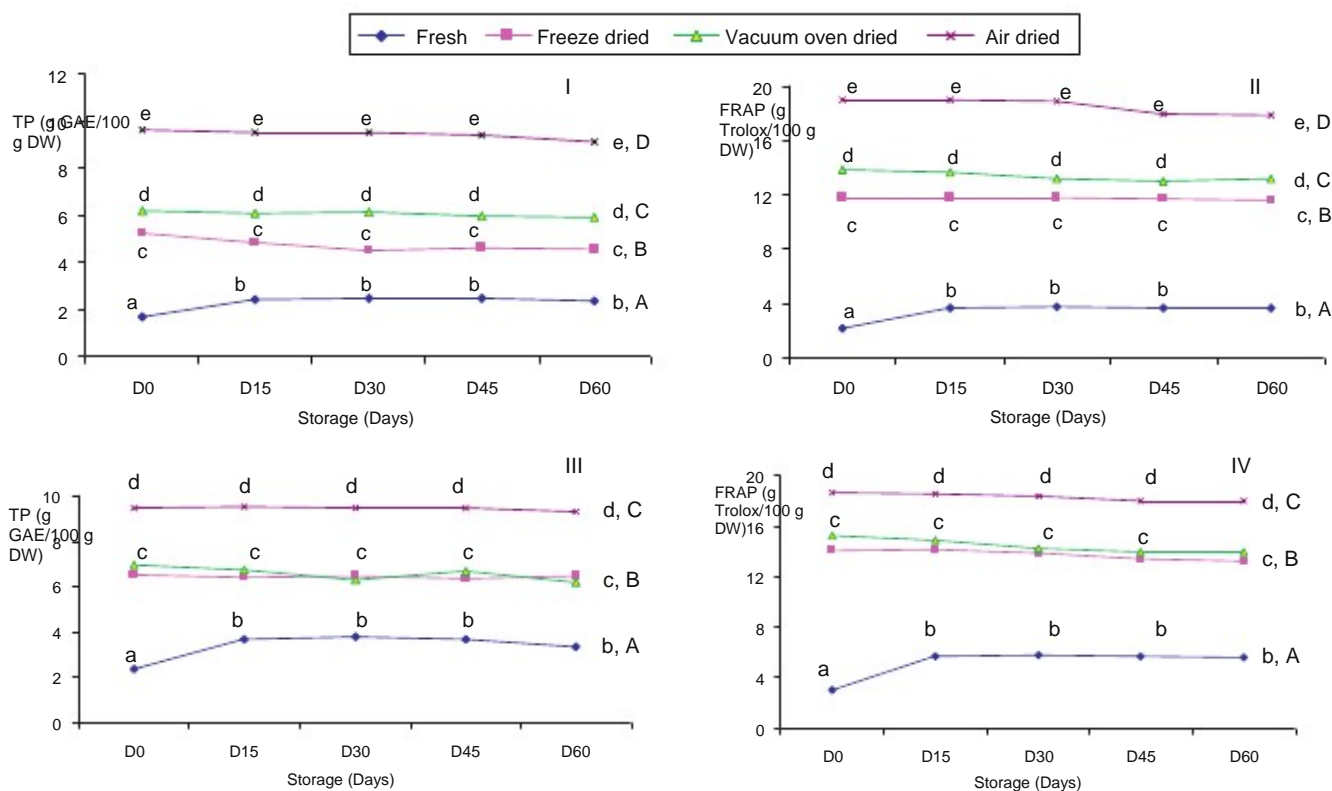 Fresh Freeze dried Vacuum oven dried Air dried
I
TP (g GAE/100
g DW)
12
10
8
6
4
2
0
e e e e e, D
d d d d d, C
c c c c c, B
a b b b b, A
D0 D15 D30 D45 D60
Storage (Days)
II
FRAP (g
Trolox/100 g
DW)
20
16
12
8
4
0
e e e e e, D
d d d d d, C
c c c c c, B
a b b b b, A
D0 D15 D30 D45 D60
Storage (Days)
III
TP (g
GAE/100 g
DW)
10
8
6
4
2
0
d d d d d, C
c c c c c, B
a b b b b, A
D0 D15 D30 D45 D60
Storage (Days)
IV
FRAP (g
Trolox/100 g
DW)
20
16
12
8
4
0
d d d d d, C
c c c c c, B
a b b b b, A
D0 D15 D30 D45 D60
Storage (Days)